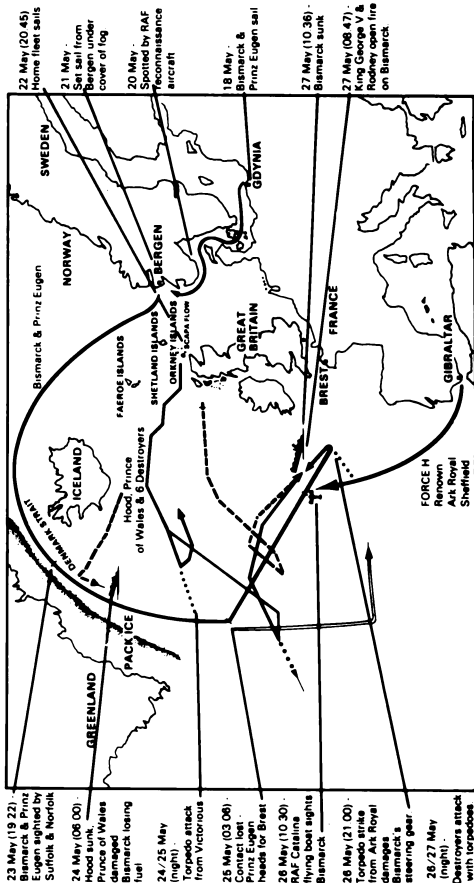 23 May (19 22) ·
Bismarck & Prinz
Eugen sighted by
Suffolk & Norfolk
24 May (06 00) ·
Hood sunk,
Prince of Wales
damaged
Bismarck losing
fuel
24/25 May
(night) ·
Torpedo attack
from Victorious
25 May (03 06) ·
Contact lost
Prinz Eugen
heads for Brest
26 May (10 30) ·
RAF Catalina
flying boat sights
Bismarck
26 May (21 00) ·
Torpedo strike
from Ark Royal
damages
Bismarck's
steering gear
26/27 May
(night) ·
Destroyers attack
with torpedoes
GREENLAND
PACK ICE
DENMARK STRAIT
ICELAND
Hood, Prince
of Wales & 6 Destroyers
Bismarck & Prinz Eugen
FAEROE ISLANDS
SHETLAND ISLANDS
ORKNEY ISLANDS
& SCAPA FLOW
NORWAY
SWEDEN
BERGEN
GDYNIA
GREAT
BRITAIN
BREST
FRANCE
GIBRALTAR
FORCE H
Renown
Ark Royal
Sheffield
22 May (20 45)
Home fleet sails
21 May ·
Set sail from
Bergen under
cover of fog
20 May ·
Spotted by RAF
reconnaissance
aircraft
18 May ·
Bismarck &
Prinz Eugen sail
27 May (10.36) ·
Bismarck sunk
27 May (08.47) ·
King George V &
Rodney open fire
on Bismarck